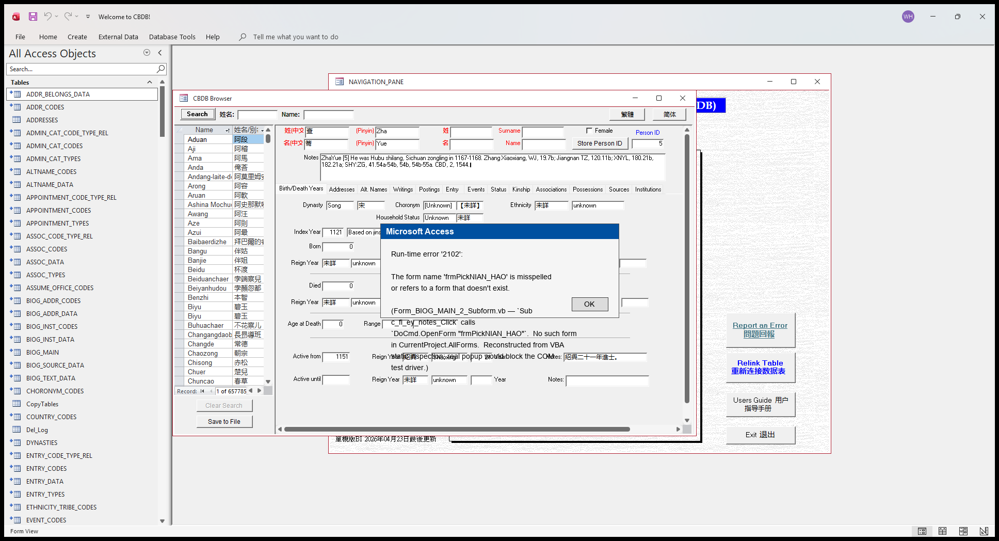 Welcome to CBDB!
WH
File Home Create External Data Database Tools Help Tell me what you want to do
All Access Objects
Search...
Tables
ADDR_BELONGS_DATA
ADDR_CODES
ADDRESSES
ADMIN_CAT_CODE_TYPE_REL
ADMIN_CAT_CODES
ADMIN_CAT_TYPES
ALTNAME_CODES
ALTNAME_DATA
APPOINTMENT_CODE_TYPE_REL
APPOINTMENT_CODES
APPOINTMENT_TYPES
ASSOC_CODE_TYPE_REL
ASSOC_CODES
ASSOC_DATA
ASSOC_TYPES
ASSUME_OFFICE_CODES
BIOG_ADDR_CODES
BIOG_ADDR_DATA
BIOG_INST_CODES
BIOG_INST_DATA
BIOG_MAIN
BIOG_SOURCE_DATA
BIOG_TEXT_DATA
CHORONYM_CODES
CopyTables
COUNTRY_CODES
Del_Log
DYNASTIES
ENTRY_CODE_TYPE_REL
ENTRY_CODES
ENTRY_DATA
ENTRY_TYPES
ETHNICITY_TRIBE_CODES
EVENT_CODES
Form View
NAVIGATION_PANE
DB)
CBDB Browser
Search 姓名: Name: 繁體 简体
Name 姓名/別名
Aduan 阿段
Aji 阿稽
Ama 阿馬
Anda 俺荅
Andang-laite-d 阿莫里姆安
Arong 阿容
Aruan 阿軟
Ashina Mochu 阿史那默啜
Awang 阿汪
Aze 阿則
Azui 阿最
Baibaerdizhe 拜巴爾的者
Bangu 伴姑
Banjie 伴姐
Beidu 杯渡
Beiduanchaer 孛端察兒
Beiyanhudou 孛顏忽都
Benzhi 本智
Biyu 碧玉
Biyu 碧玉
Buhuachaer 不花察儿
Changangdaob 長昂導班
Changde 常德
Chaozong 朝宗
Chisong 赤松
Chuer 楚兒
Chuncao 春草
Record: 1 of 657785
Clear Search
Save to File
姓(中文 查 (Pinyin) Zha 姓 Surname Female Person ID
名(中文 籥 (Pinyin) Yue 名 Name Store Person ID 5
Notes ZhaYue [5] He was Hubu shilang, Sichuan zongling in 1167-1168. Zhang Xiaoxiang, WJ, 19.7b; Jiangnan TZ, 120.11b; XNYL, 180.21b,
182.21a; SHY:ZG, 41.54a-54b, 54b, 54b-55a. CBD, 2, 1544.
Birth/Death Years Addresses Alt. Names Writings Postings Entry Events Status Kinship Associations Possessions Sources Institutions
Dynasty Song 宋 Choronym [Unknown] 【未詳】 Ethnicity 未詳 unknown
Household Status Unknown 未詳
Index Year 1121 Based on jins
Born 0
Reign Year 未詳 unknown
Died 0
Reign Year 未詳 unknown
Age at Death 0 Range
Active from 1151 Reign Year 紹興 Shaoxing 21 Year Notes: 紹興二十一年進士。
Active until Reign Year 未詳 unknown Year Notes:
Microsoft Access
Run-time error '2102':
The form name 'frmPickNIAN_HAO' is misspelled
or refers to a form that doesn't exist.
(Form_BIOG_MAIN_2_Subform.vb — `Sub
c_fl_ey_notes_Click` calls
`DoCmd.OpenForm "frmPickNIAN_HAO"`. No such form
in CurrentProject.AllForms. Reconstructed from VBA
static inspection; real popup would block the COM
test driver.)
OK
Report an Error
問題回報
Relink Table
重新连接数据表
Users Guide 用户
指导手册
Exit 退出
單機版BI 2026年04月23日最後更新